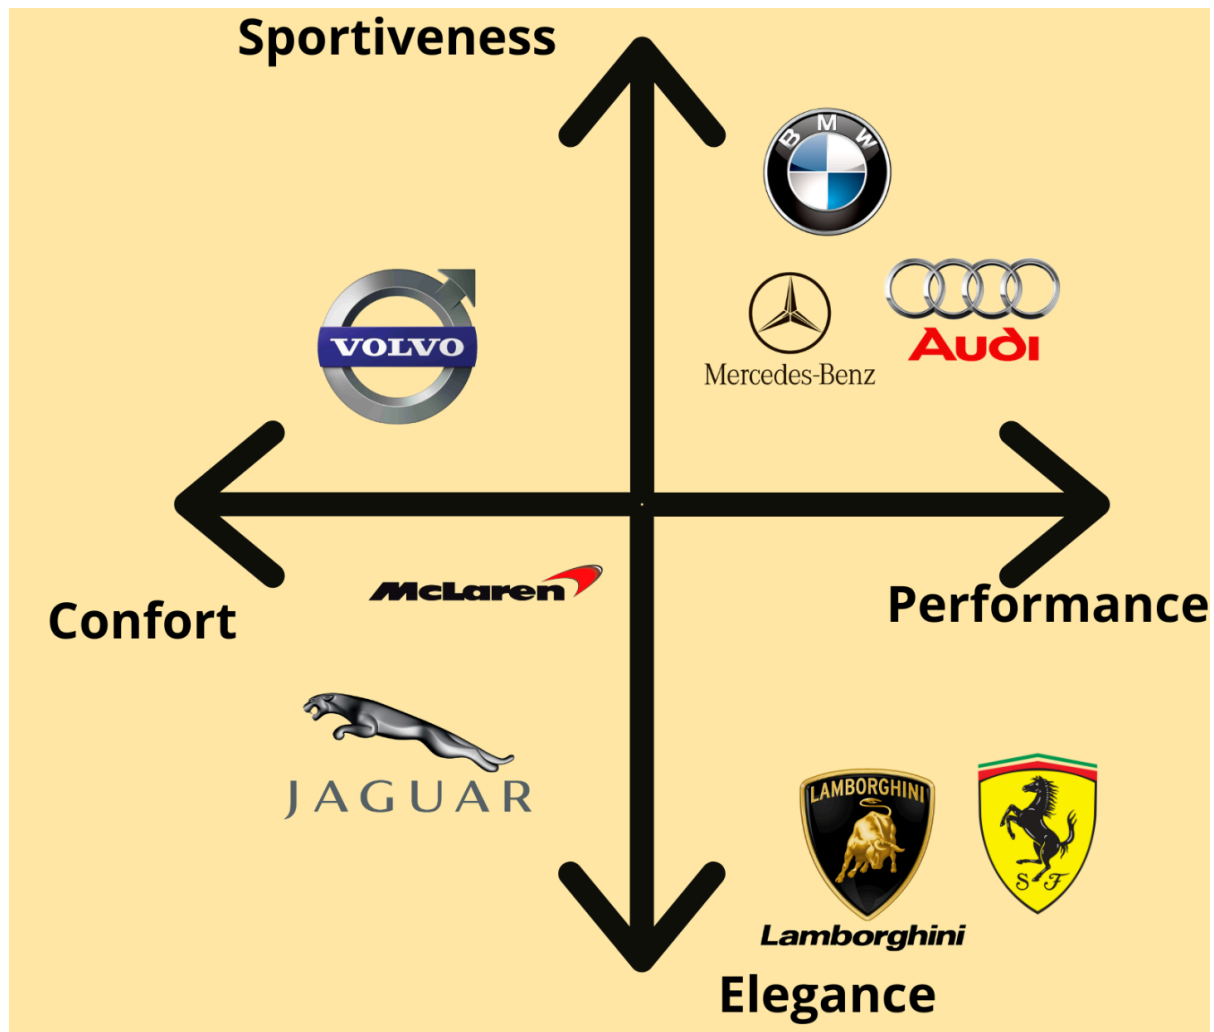 Sportiveness
BMW
VOLVO
Mercedes-Benz
Audi
McLaren
Confort
Performance
JAGUAR
LAMBORGHINI
S F
Lamborghini
Elegance